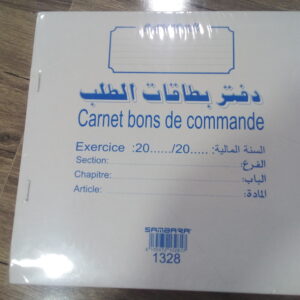 دفتر بطاقات الطلب
Carnet bons de commande
Exercice :20....../20...... السنة المالية:
Section: الفرع:
Chapitre: الباب:
Article: المادة:
SAMBARA
1328